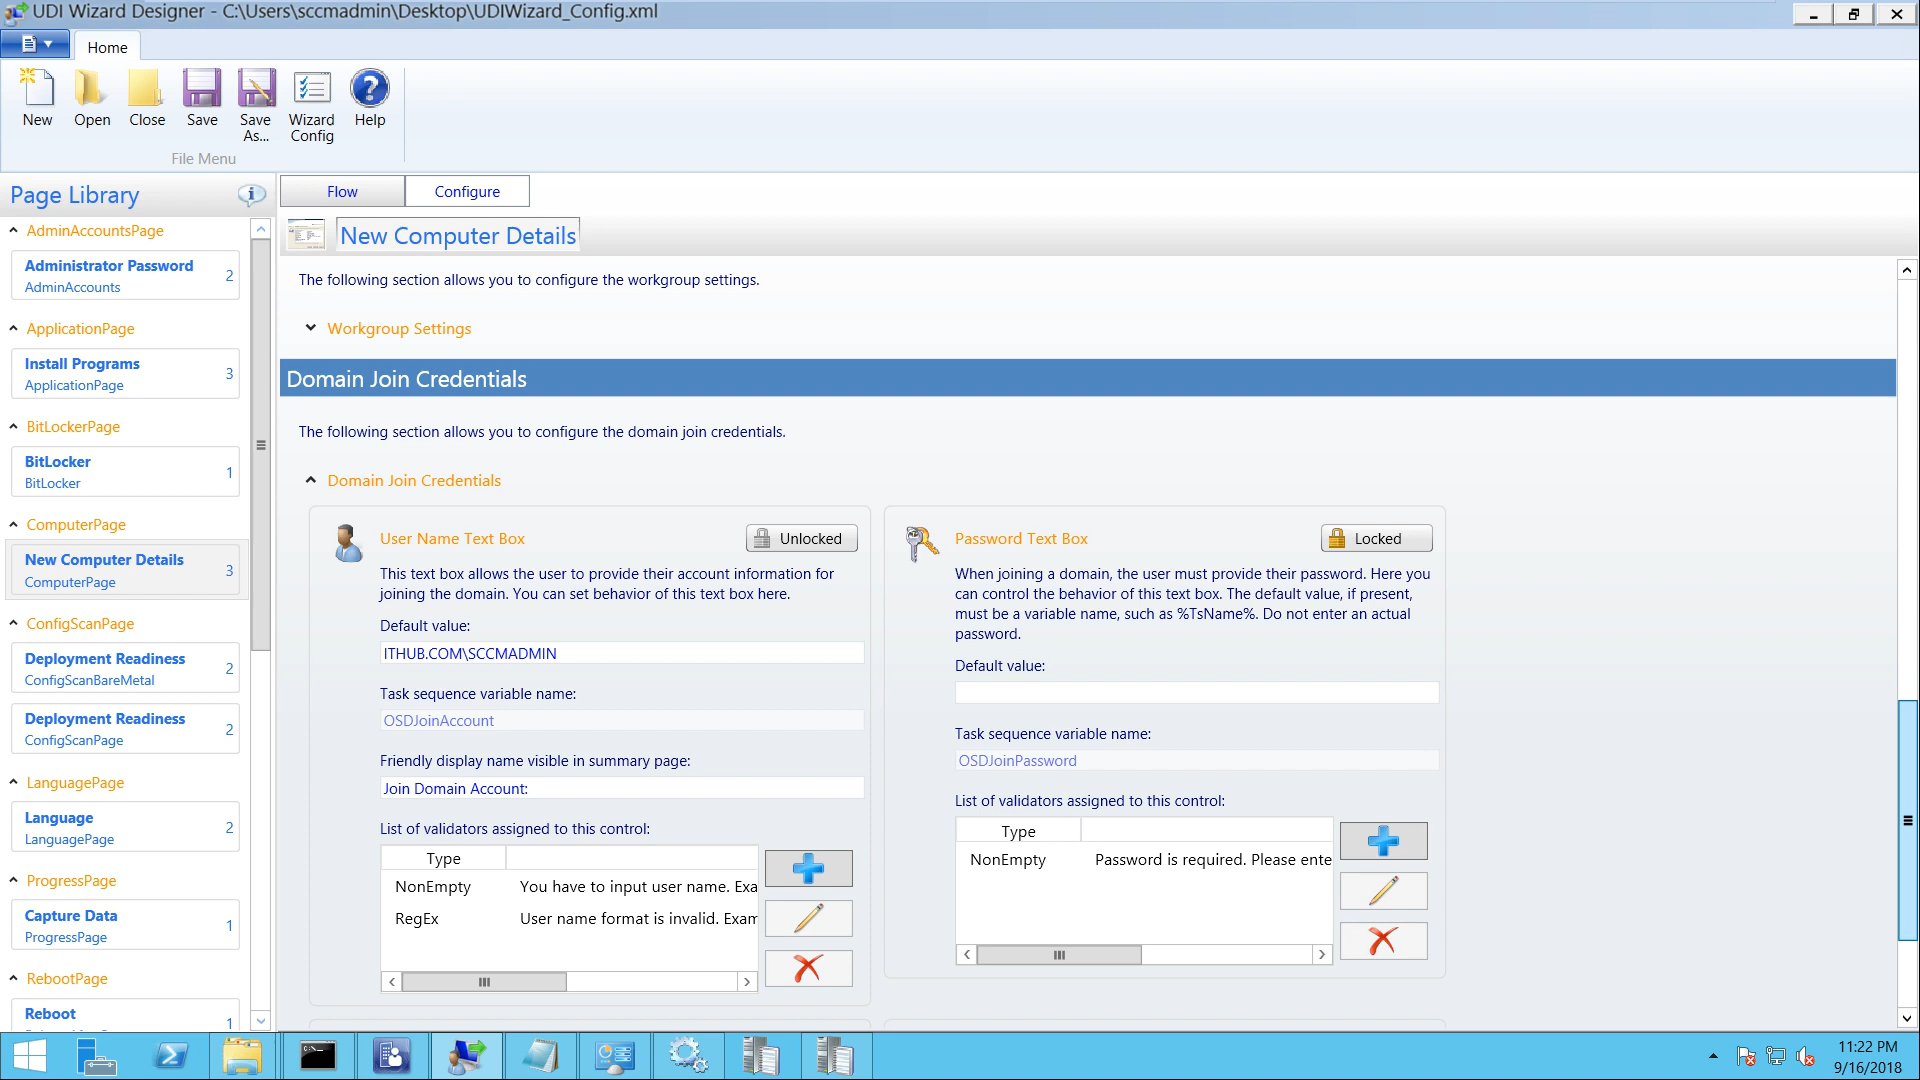 UDI Wizard Designer - C:\Users\sccmadmin\Desktop\UDIWizard_Config.xml
Home
New
Open
Close
Save
Save As...
Wizard Config
Help
File Menu
Page Library
AdminAccountsPage
Administrator Password 2
AdminAccounts
ApplicationPage
Install Programs 3
ApplicationPage
BitLockerPage
BitLocker 1
BitLocker
ComputerPage
New Computer Details 3
ComputerPage
ConfigScanPage
Deployment Readiness 2
ConfigScanBareMetal
Deployment Readiness 2
ConfigScanPage
LanguagePage
Language 2
LanguagePage
ProgressPage
Capture Data 1
ProgressPage
RebootPage
Reboot 1
Flow
Configure
New Computer Details
The following section allows you to configure the workgroup settings.
Workgroup Settings
Domain Join Credentials
The following section allows you to configure the domain join credentials.
Domain Join Credentials
User Name Text Box
Unlocked
This text box allows the user to provide their account information for
joining the domain. You can set behavior of this text box here.
Default value:
ITHUB.COM\SCCMADMIN
Task sequence variable name:
OSDJoinAccount
Friendly display name visible in summary page:
Join Domain Account:
List of validators assigned to this control:
Type
NonEmpty You have to input user name. Exa
RegEx User name format is invalid. Exam
Password Text Box
Locked
When joining a domain, the user must provide their password. Here you
can control the behavior of this text box. The default value, if present,
must be a variable name, such as %TsName%. Do not enter an actual
password.
Default value:
Task sequence variable name:
OSDJoinPassword
List of validators assigned to this control:
Type
NonEmpty Password is required. Please ente
11:22 PM
9/16/2018